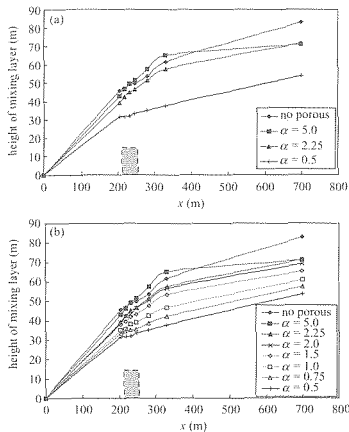 (a)
height of mixing layer (m)
90
80
70
60
50
40
30
20
10
0
0 100 200 300 400 500 600 700 800
x (m)
no porous
α = 5.0
α = 2.25
α = 0.5
(b)
height of mixing layer (m)
90
80
70
60
50
40
30
20
10
0
0 100 200 300 400 500 600 700 800
x (m)
no porous
α = 5.0
α = 2.25
α = 2.0
α = 1.5
α = 1.0
α = 0.75
α = 0.5